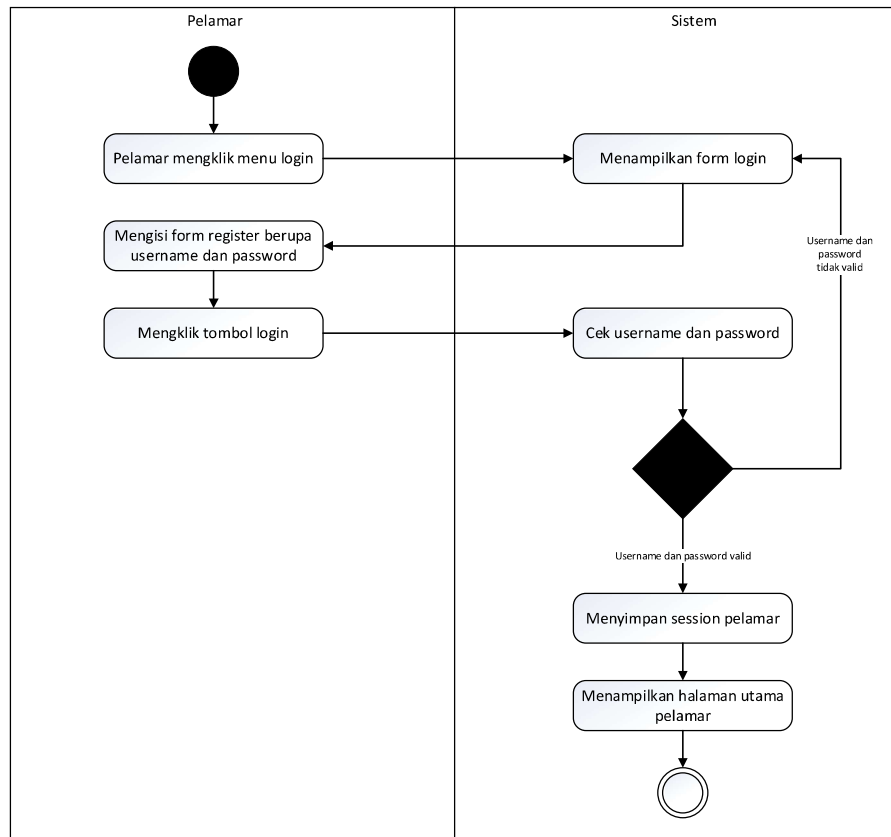 Pelamar
Sistem
Pelamar mengklik menu login
Menampilkan form login
Mengisi form register berupa
username dan password
Username dan
password
tidak valid
Mengklik tombol login
Cek username dan password
Username dan password valid
Menyimpan session pelamar
Menampilkan halaman utama
pelamar